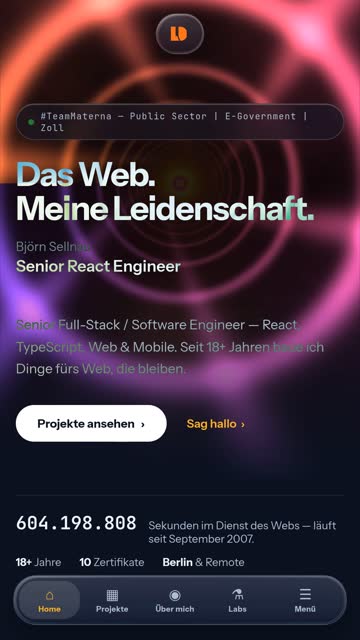 #TeamMaterna — Public Sector | E-Government |
Zoll
Das Web.
Meine Leidenschaft.
Björn Sellnau
Senior React Engineer
Senior Full-Stack / Software Engineer — React,
TypeScript, Web & Mobile. Seit 18+ Jahren baue ich
Dinge fürs Web, die bleiben.
Projekte ansehen ›
Sag hallo ›
604.198.808
Sekunden im Dienst des Webs — läuft
seit September 2007.
18+ Jahre
10 Zertifikate
Berlin & Remote
Home
Projekte
Über mich
Labs
Menü